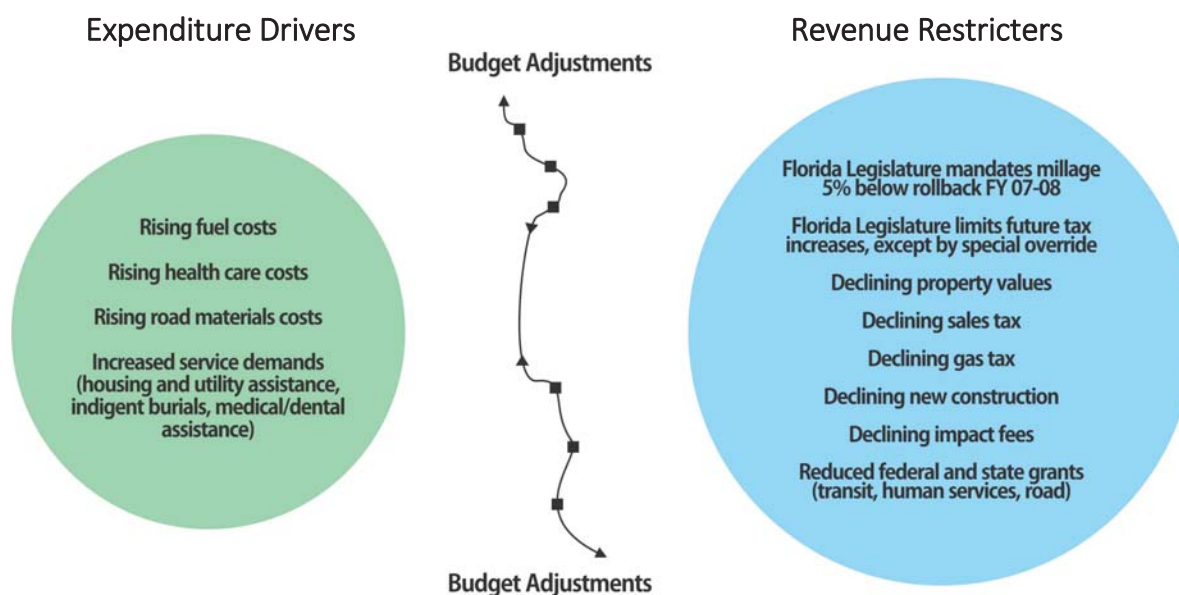 Expenditure Drivers
Revenue Restricters
Budget Adjustments
Rising fuel costs
Rising health care costs
Rising road materials costs
Increased service demands
(housing and utility assistance,
indigent burials, medical/dental
assistance)
Florida Legislature mandates millage
5% below rollback FY 07-08
Florida Legislature limits future tax
increases, except by special override
Declining property values
Declining sales tax
Declining gas tax
Declining new construction
Declining impact fees
Reduced federal and state grants
(transit, human services, road)
Budget Adjustments